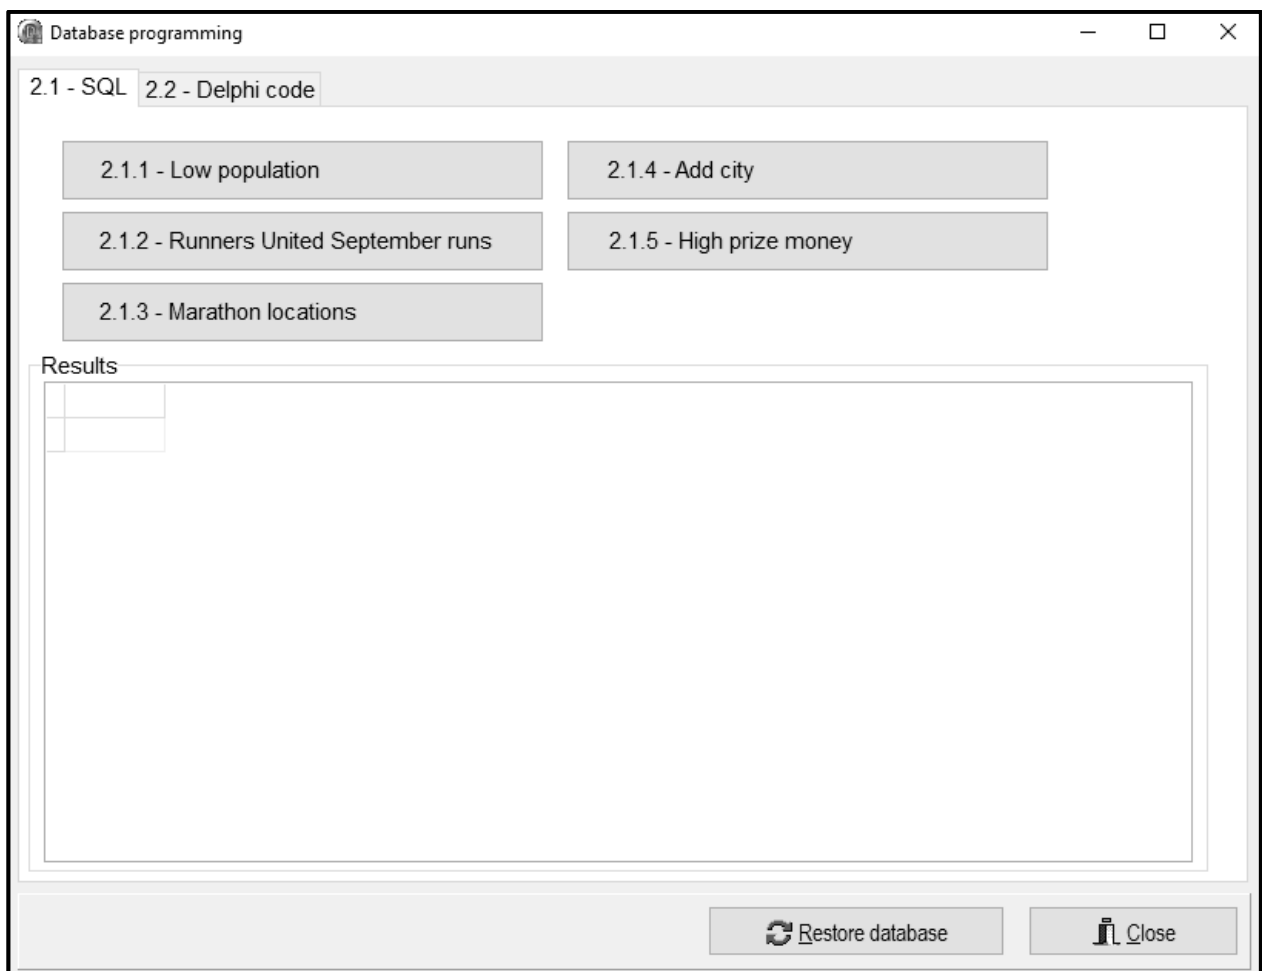 Database programming
2.1 - SQL 2.2 - Delphi code
2.1.1 - Low population 2.1.4 - Add city
2.1.2 - Runners United September runs 2.1.5 - High prize money
2.1.3 - Marathon locations
Results
Restore database Close